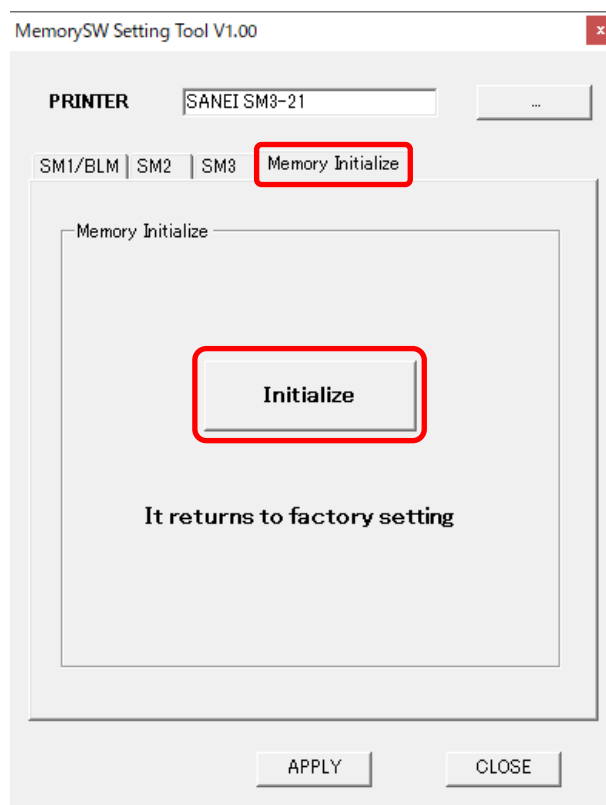 MemorySW Setting Tool V1.00
x
PRINTER SANEI SM3-21 ...
SM1/BLM SM2 SM3 Memory Initialize
Memory Initialize
Initialize
It returns to factory setting
APPLY CLOSE